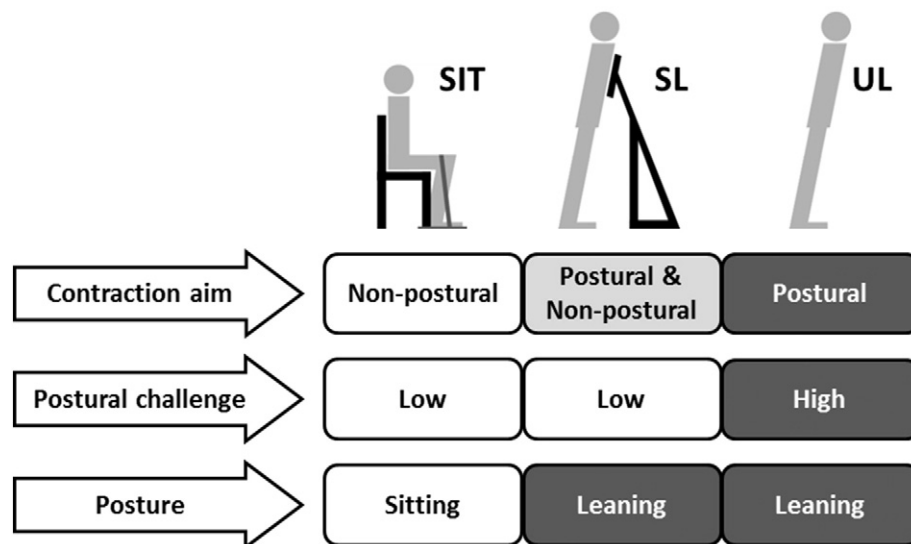 SIT SL UL
Contraction aim Non-postural Postural & Non-postural Postural
Postural challenge Low Low High
Posture Sitting Leaning Leaning